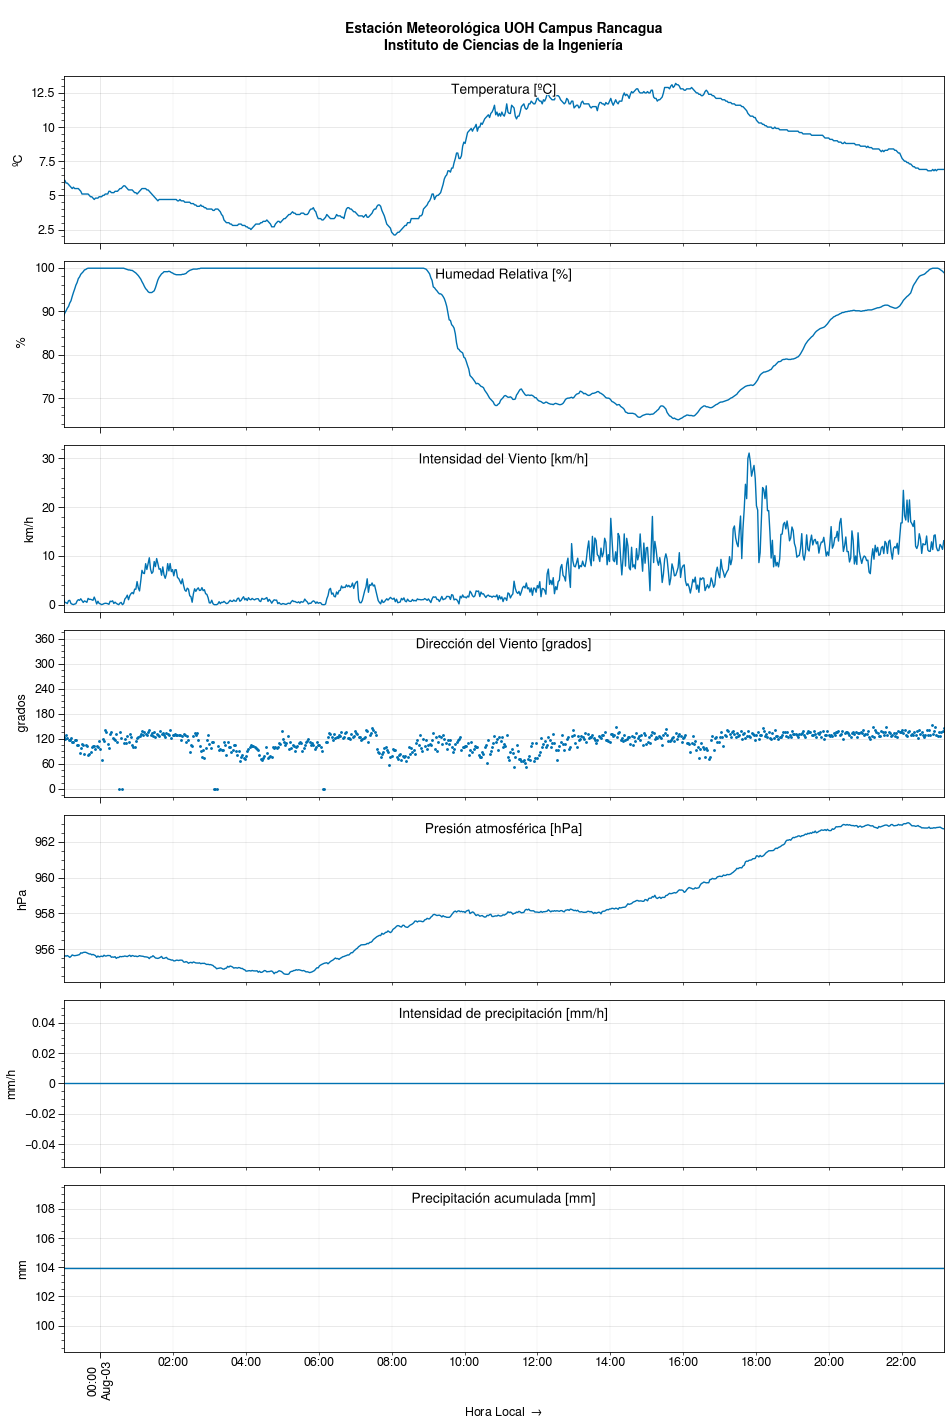 Estación Meteorológica UOH Campus Rancagua
Instituto de Ciencias de la Ingeniería
Temperatura [ºC]
12.5
10
7.5
5
2.5
ºC
Humedad Relativa [%]
100
90
80
70
%
Intensidad del Viento [km/h]
30
20
10
0
km/h
Dirección del Viento [grados]
360
300
240
180
120
60
0
grados
Presión atmosférica [hPa]
962
960
958
956
hPa
Intensidad de precipitación [mm/h]
0.04
0.02
0
−0.02
−0.04
mm/h
Precipitación acumulada [mm]
108
106
104
102
100
mm
00:00
Aug-03
02:00
04:00
06:00
08:00
10:00
12:00
14:00
16:00
18:00
20:00
22:00
Hora Local →